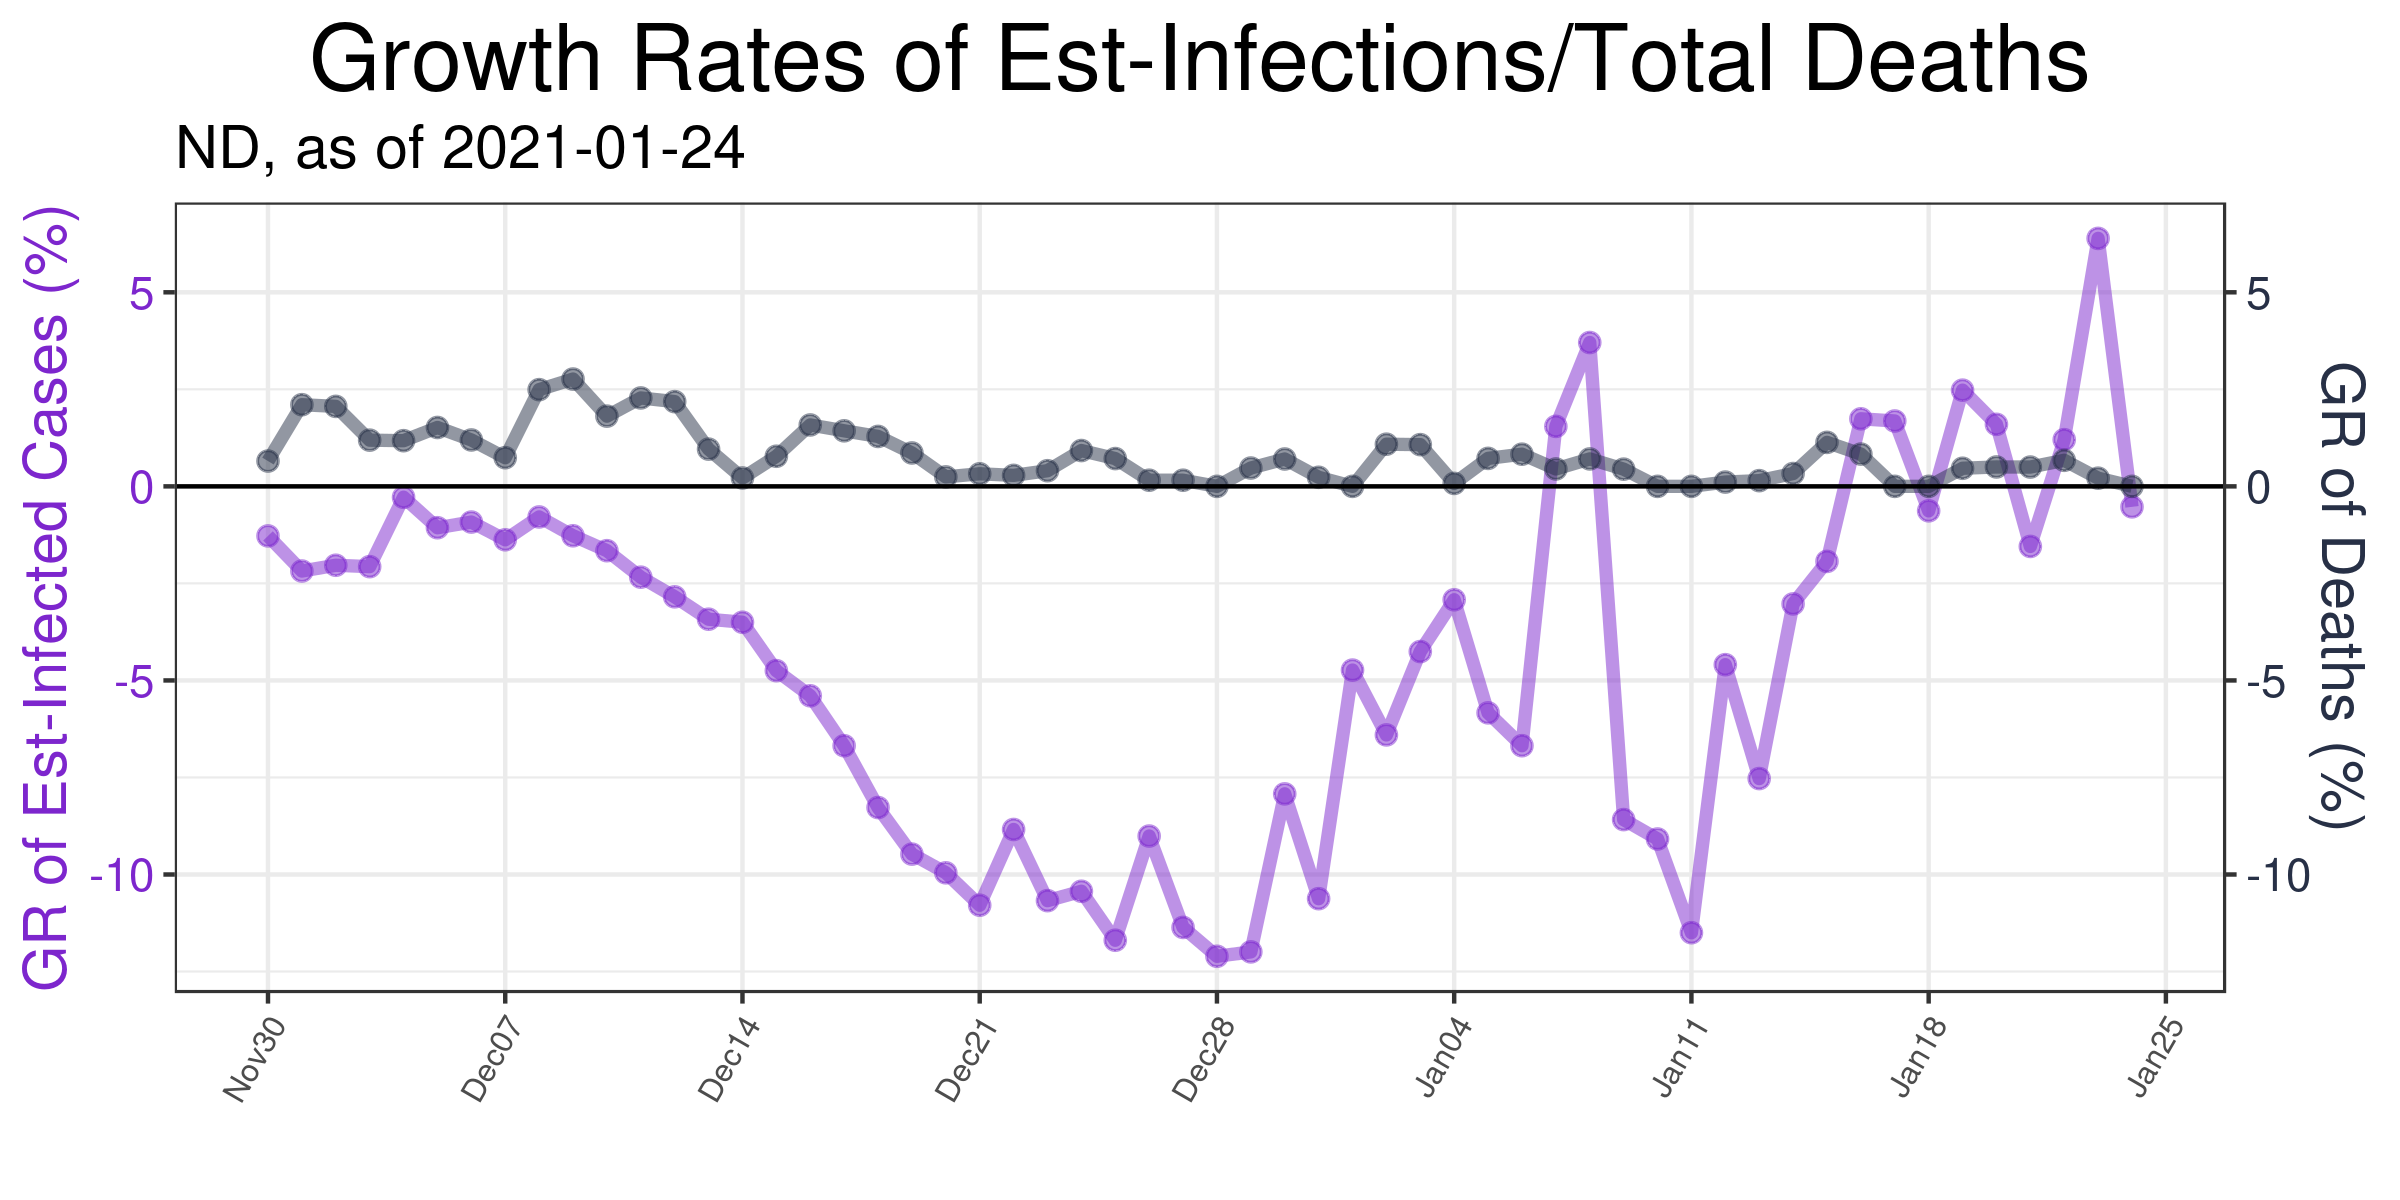 Growth Rates of Est-Infections/Total Deaths
ND, as of 2021-01-24
GR of Est-Infected Cases (%)
5
0
-5
-10
5
0
-5
-10
GR of Deaths (%)
Nov30
Dec07
Dec14
Dec21
Dec28
Jan04
Jan11
Jan18
Jan25